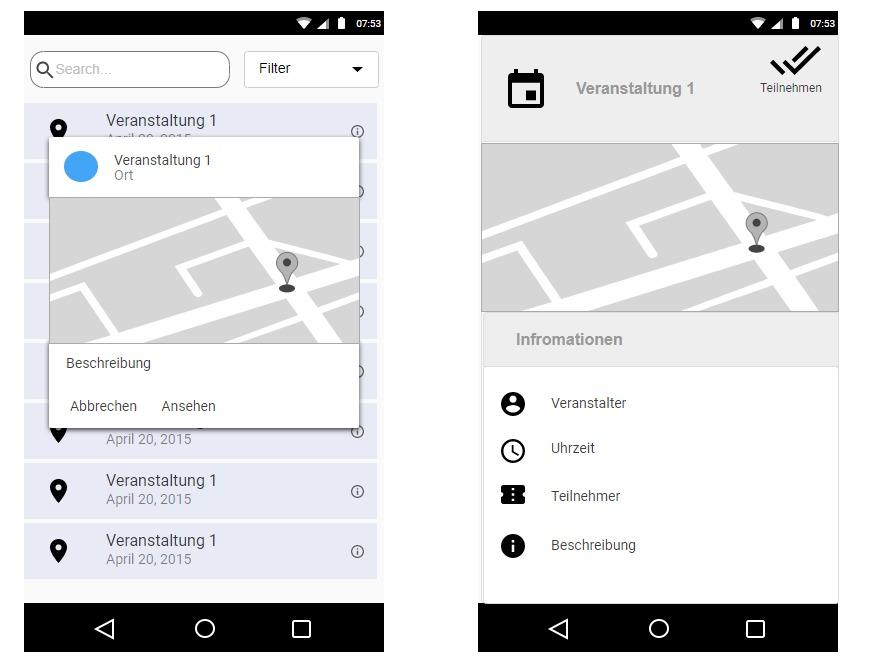 07:53
Search...
Filter
Veranstaltung 1
April 20, 2015
Veranstaltung 1
Ort
Beschreibung
Abbrechen Ansehen
April 20, 2015
Veranstaltung 1
April 20, 2015
Veranstaltung 1
April 20, 2015
07:53
Veranstaltung 1
Teilnehmen
Infromationen
Veranstalter
Uhrzeit
Teilnehmer
Beschreibung